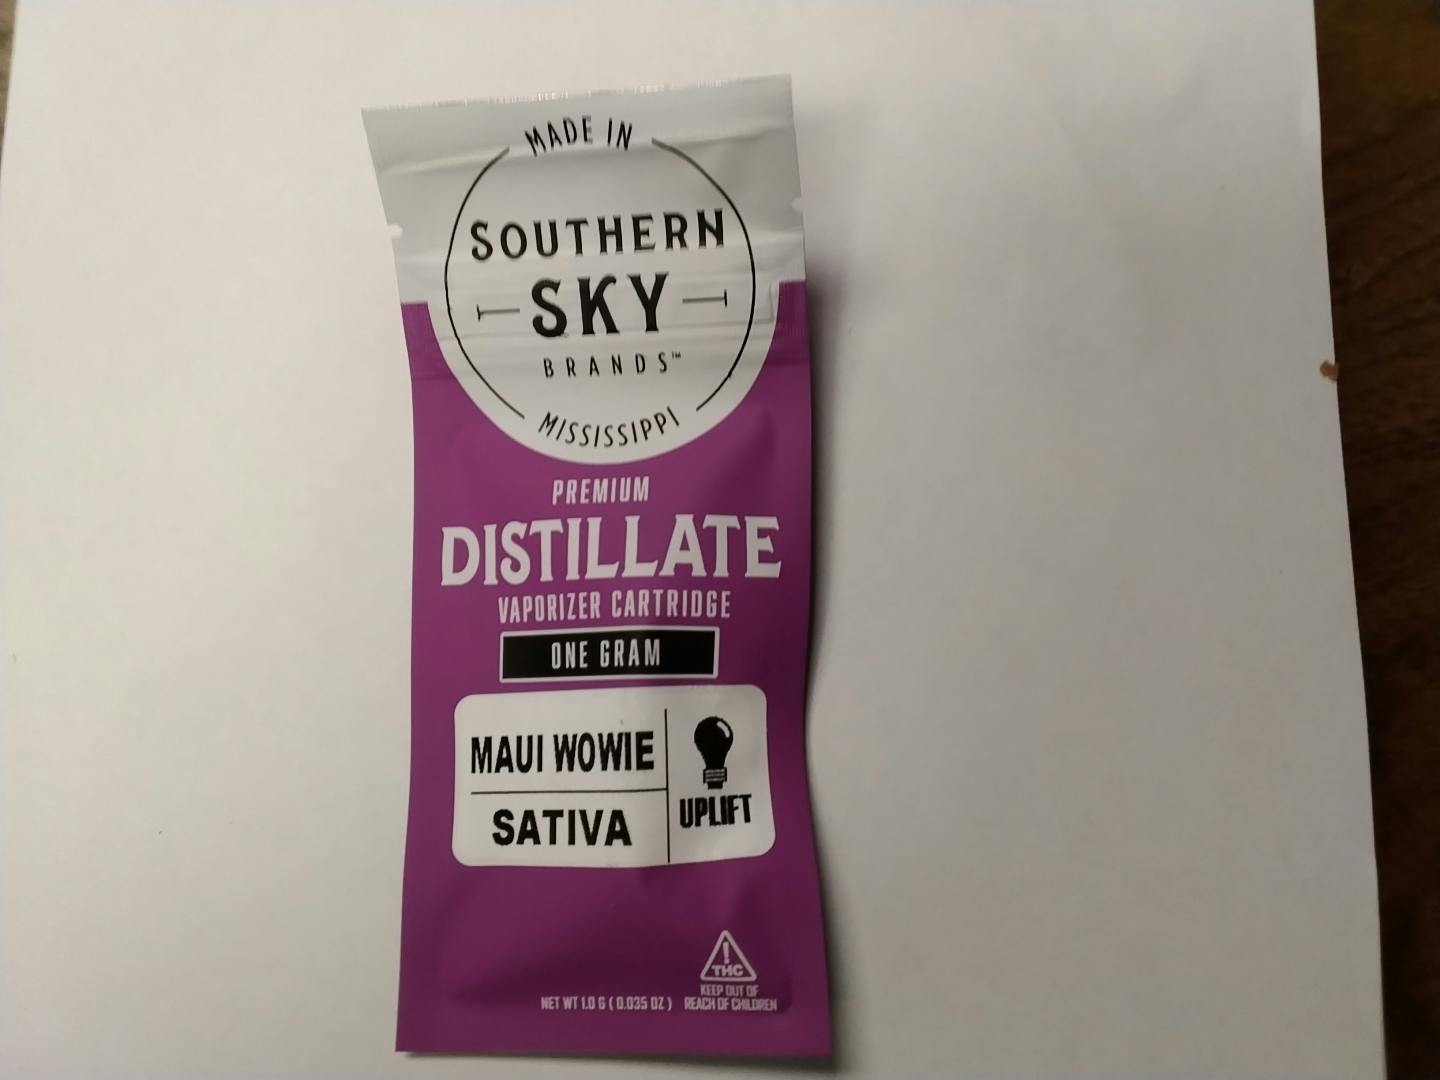 MADE IN
SOUTHERN
SKY
BRANDS™
MISSISSIPPI
PREMIUM
DISTILLATE
VAPORIZER CARTRIDGE
ONE GRAM
MAUI WOWIE
SATIVA
UPLIFT
!
THC
KEEP OUT OF
REACH OF CHILDREN
NET WT 1.0 G ( 0.035 OZ )